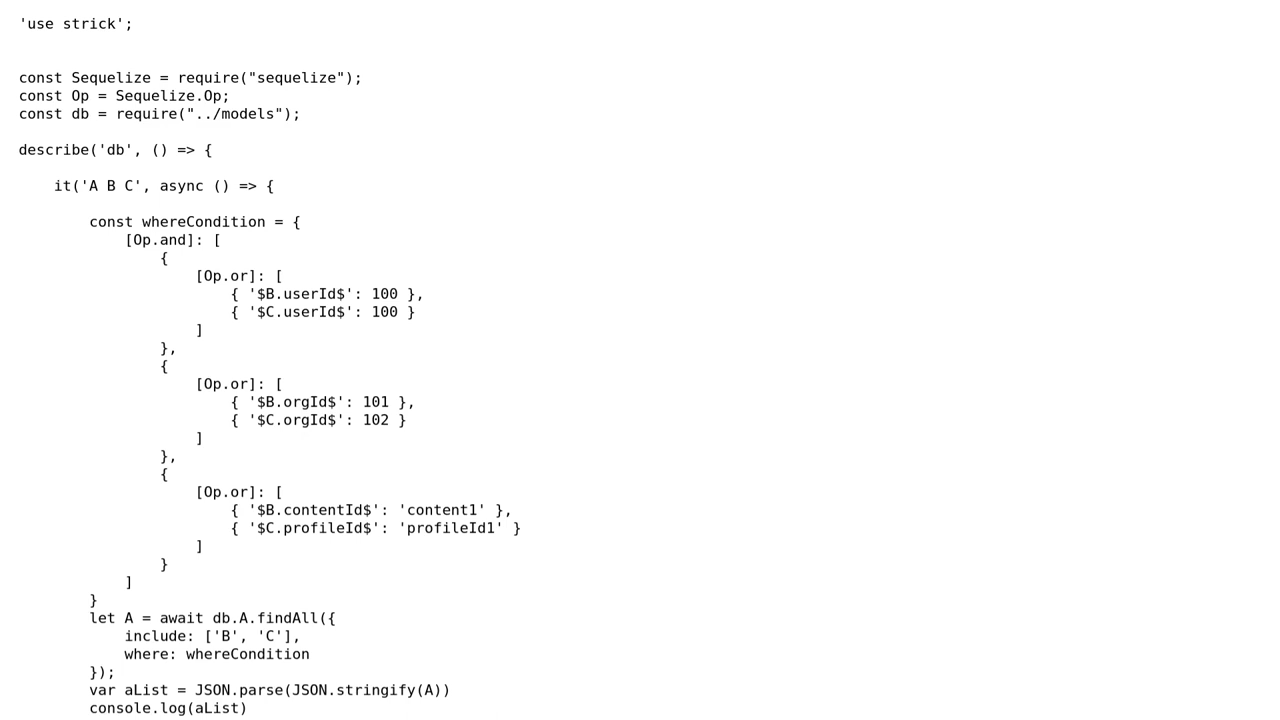 'use strick';
const Sequelize = require("sequelize");
const Op = Sequelize.Op;
const db = require("../models");
describe('db', () => {
    it('A B C', async () => {
        const whereCondition = {
            [Op.and]: [
                {
                    [Op.or]: [
                        { '$B.userId$': 100 },
                        { '$C.userId$': 100 }
                    ]
                },
                {
                    [Op.or]: [
                        { '$B.orgId$': 101 },
                        { '$C.orgId$': 102 }
                    ]
                },
                {
                    [Op.or]: [
                        { '$B.contentId$': 'content1' },
                        { '$C.profileId$': 'profileId1' }
                    ]
                }
            ]
        }
        let A = await db.A.findAll({
            include: ['B', 'C'],
            where: whereCondition
        });
        var aList = JSON.parse(JSON.stringify(A))
        console.log(aList)